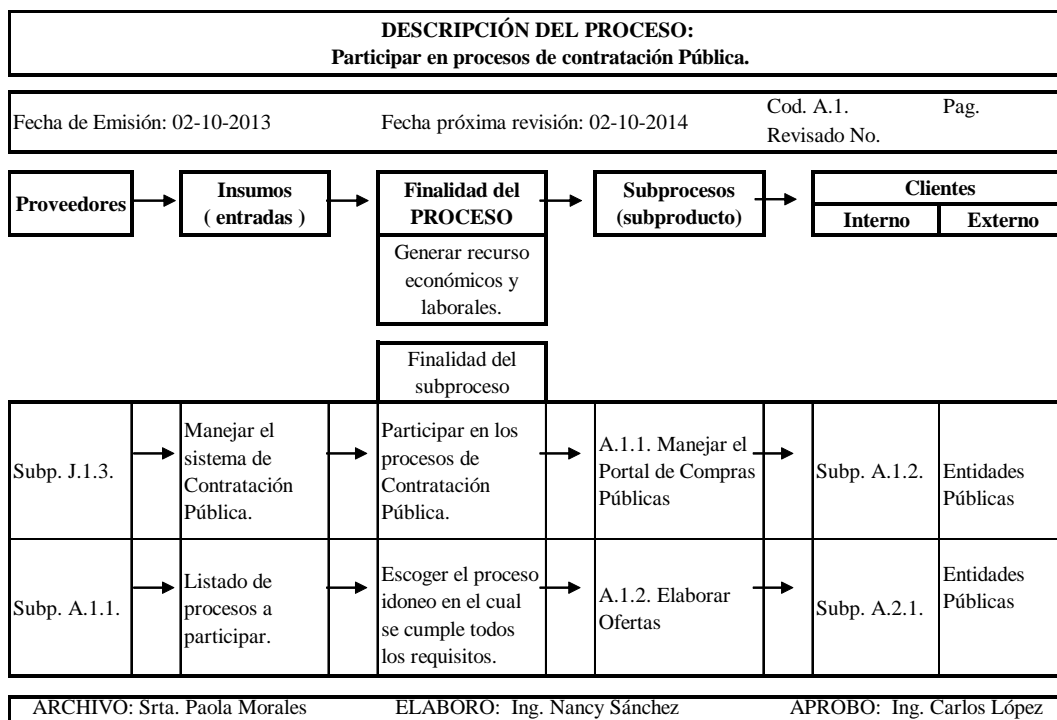 DESCRIPCIÓN DEL PROCESO:
Participar en procesos de contratación Pública.
Fecha de Emisión: 02-10-2013
Fecha próxima revisión: 02-10-2014
Cod. A.1.
Pag.
Revisado No.
Proveedores
Insumos
( entradas )
Finalidad del
PROCESO
Subprocesos
(subproducto)
Clientes
Interno
Externo
Generar recurso
económicos y
laborales.
Finalidad del
subproceso
Subp. J.1.3.
Manejar el
sistema de
Contratación
Pública.
Participar en los
procesos de
Contratación
Pública.
A.1.1. Manejar el
Portal de Compras
Públicas
Subp. A.1.2.
Entidades
Públicas
Subp. A.1.1.
Listado de
procesos a
participar.
Escoger el proceso
idoneo en el cual
se cumple todos
los requisitos.
A.1.2. Elaborar
Ofertas
Subp. A.2.1.
Entidades
Públicas
ARCHIVO: Srta. Paola Morales
ELABORO: Ing. Nancy Sánchez
APROBO: Ing. Carlos López